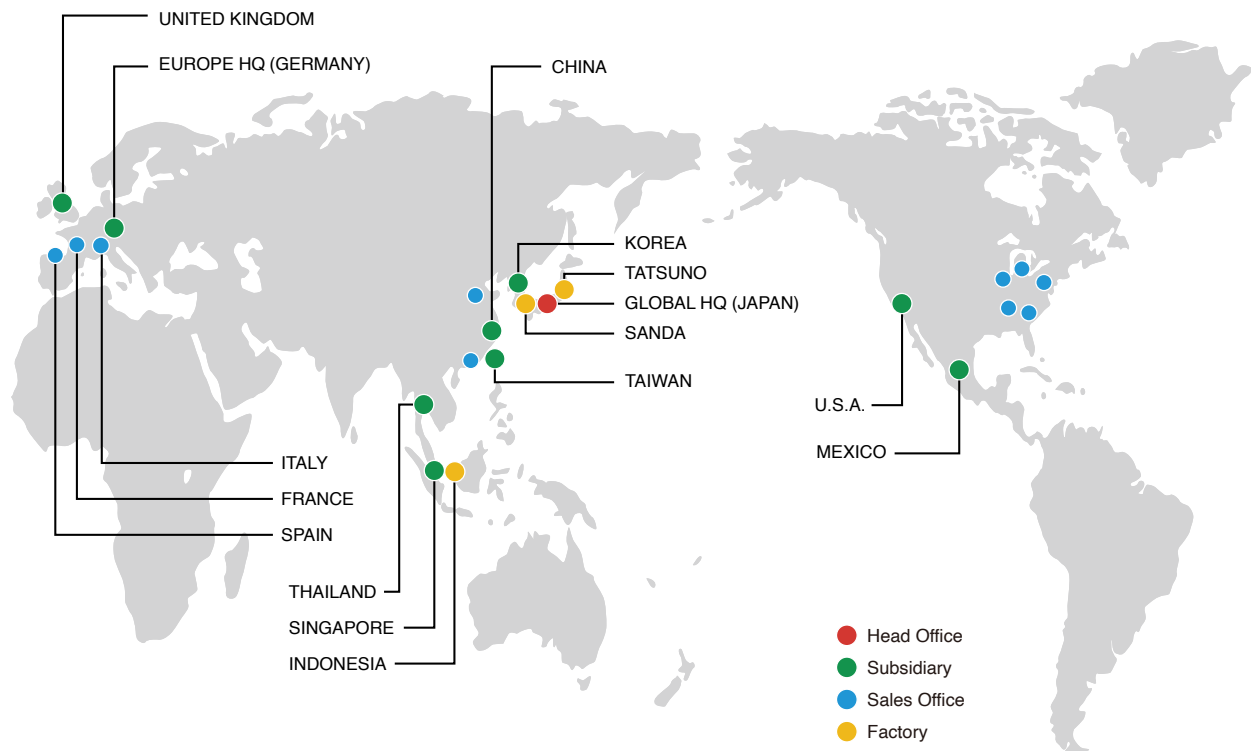 UNITED KINGDOM
EUROPE HQ (GERMANY)
CHINA
KOREA
TATSUNO
GLOBAL HQ (JAPAN)
SANDA
TAIWAN
U.S.A.
MEXICO
ITALY
FRANCE
SPAIN
THAILAND
SINGAPORE
INDONESIA
Head Office
Subsidiary
Sales Office
Factory